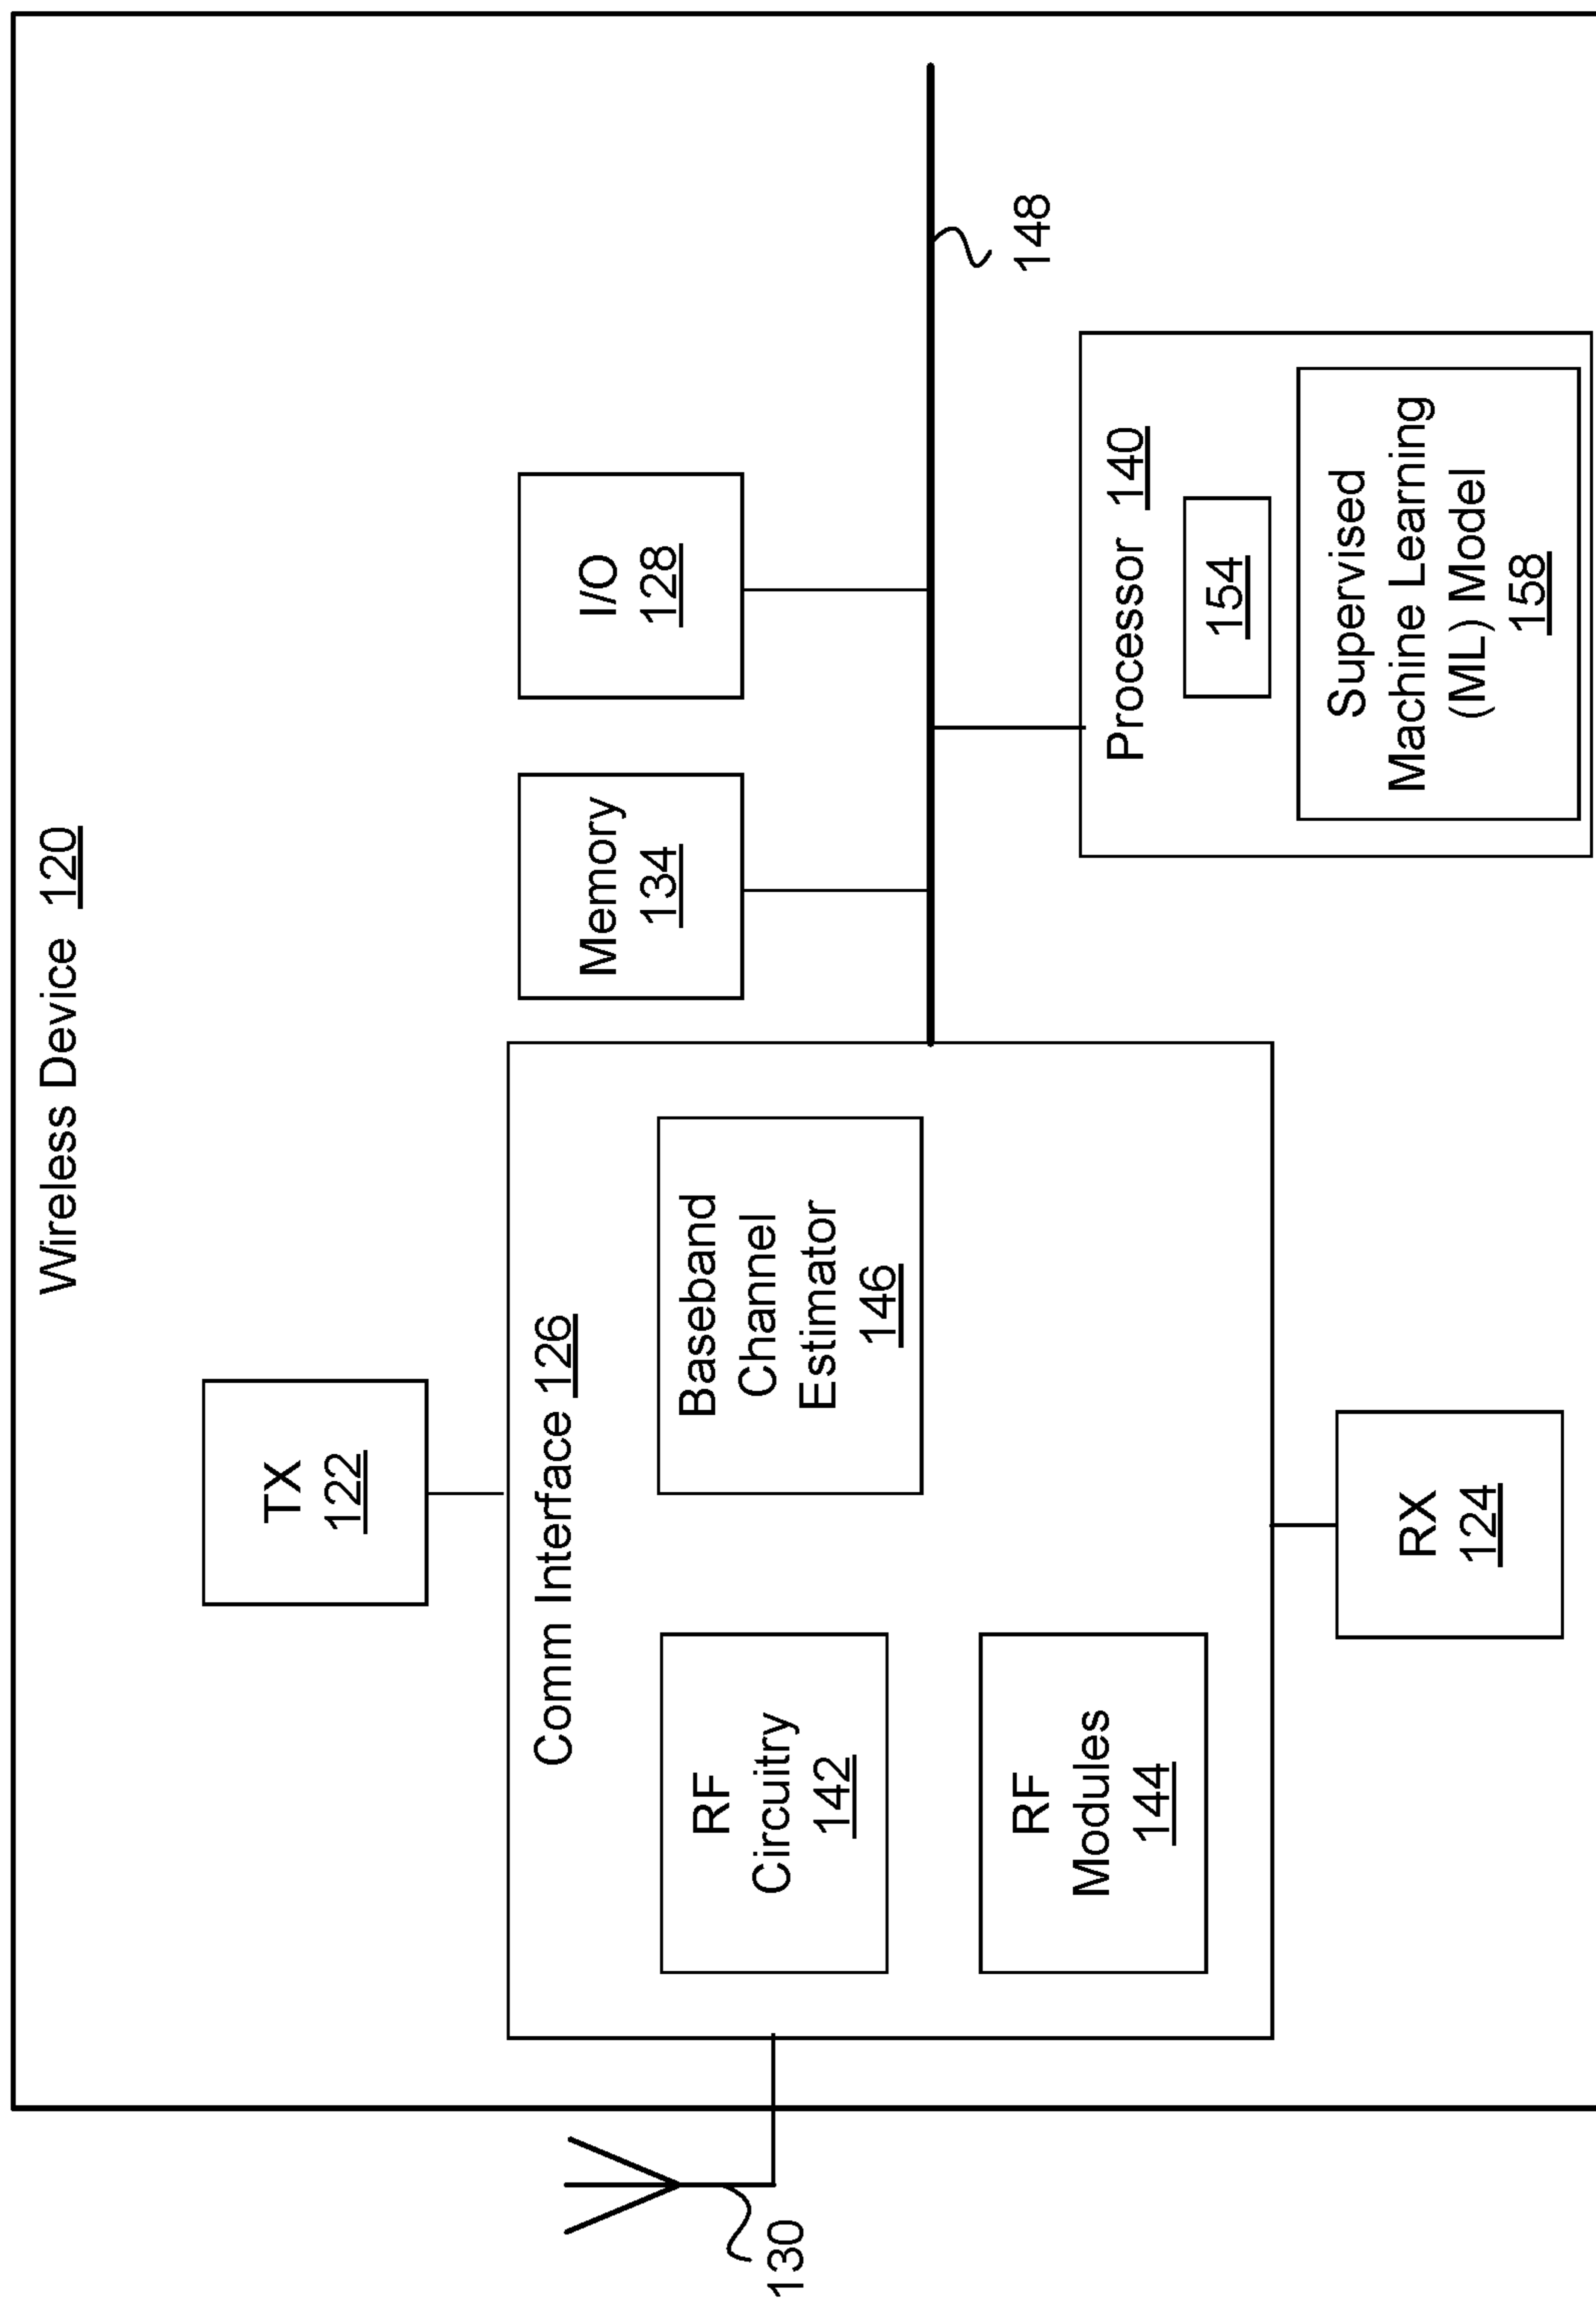 Wireless Device 120
TX
122
Comm Interface 126
RF
Circuitry
142
Baseband
Channel
Estimator
146
RF
Modules
144
RX
124
130
Memory
134
I/O
128
148
Processor 140
154
Supervised
Machine Learning
(ML) Model
158